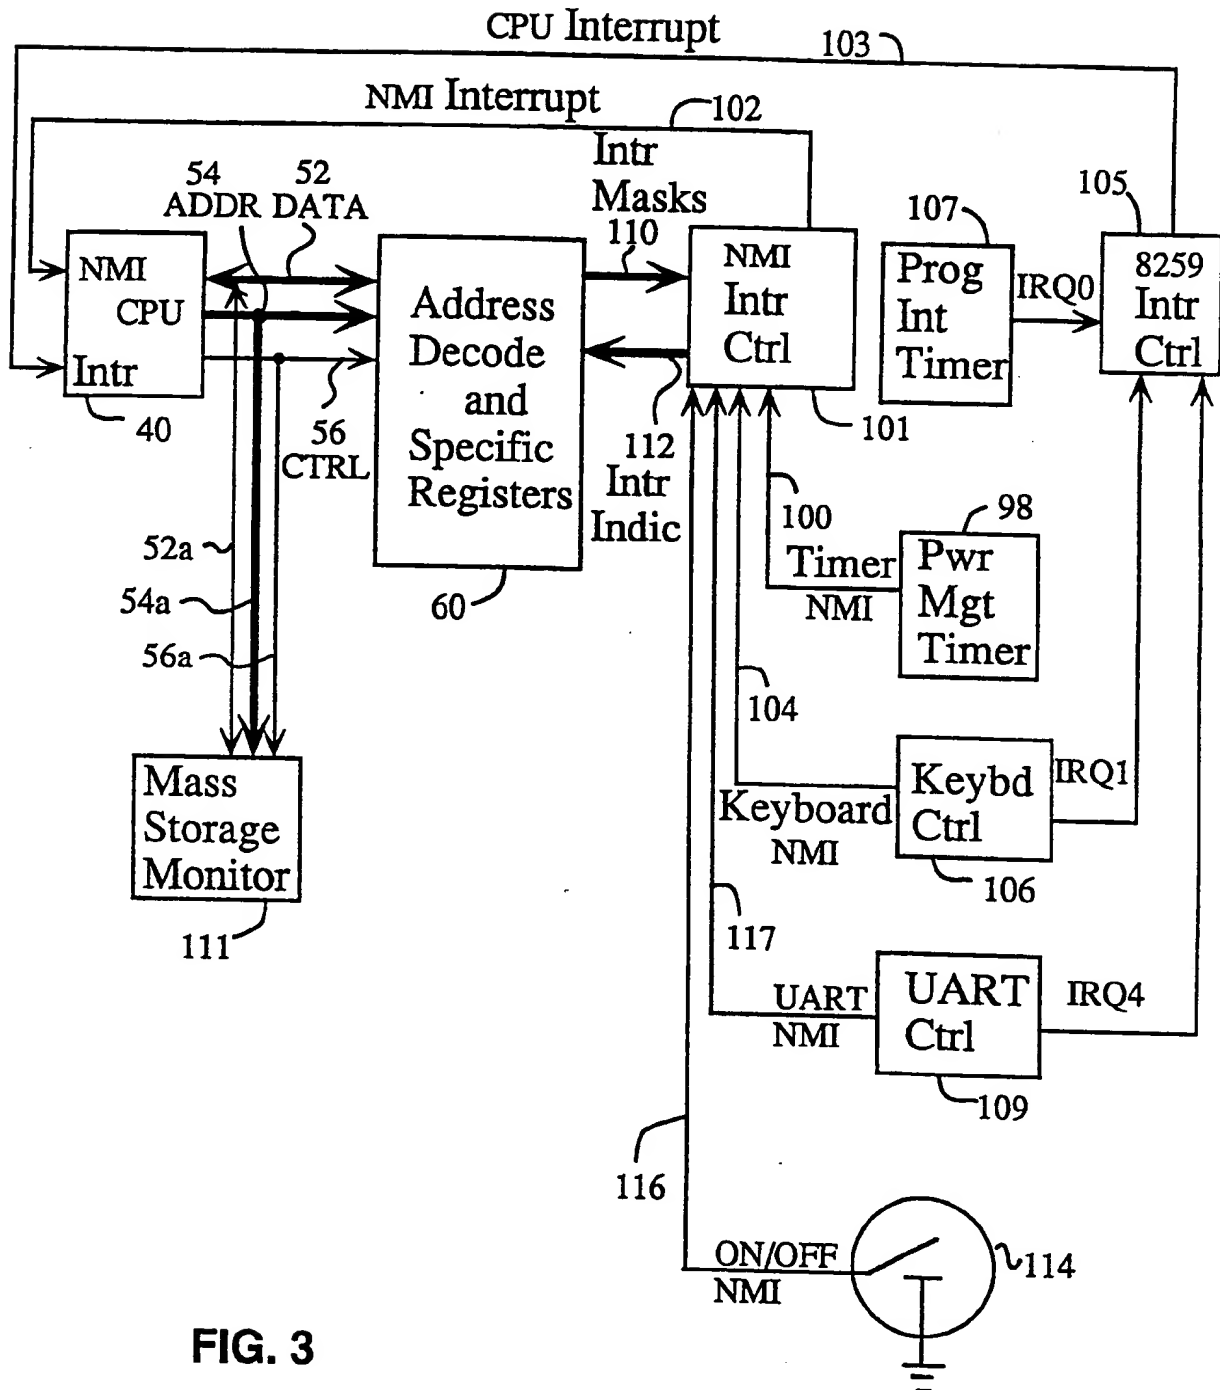 CPU Interrupt
103
NMI Interrupt
102
54
ADDR
52
DATA
Intr
Masks
110
107
105
NMI
CPU
Intr
40
Address
Decode
and
Specific
Registers
60
56
CTRL
NMI
Intr
Ctrl
101
112
Intr
Indic
Prog
Int
Timer
IRQ0
8259
Intr
Ctrl
52a
54a
56a
100
Timer
NMI
98
Pwr
Mgt
Timer
104
Mass
Storage
Monitor
111
Keyboard
NMI
Keybd
Ctrl
IRQ1
106
117
UART
NMI
UART
Ctrl
IRQ4
109
116
ON/OFF
NMI
114
FIG. 3